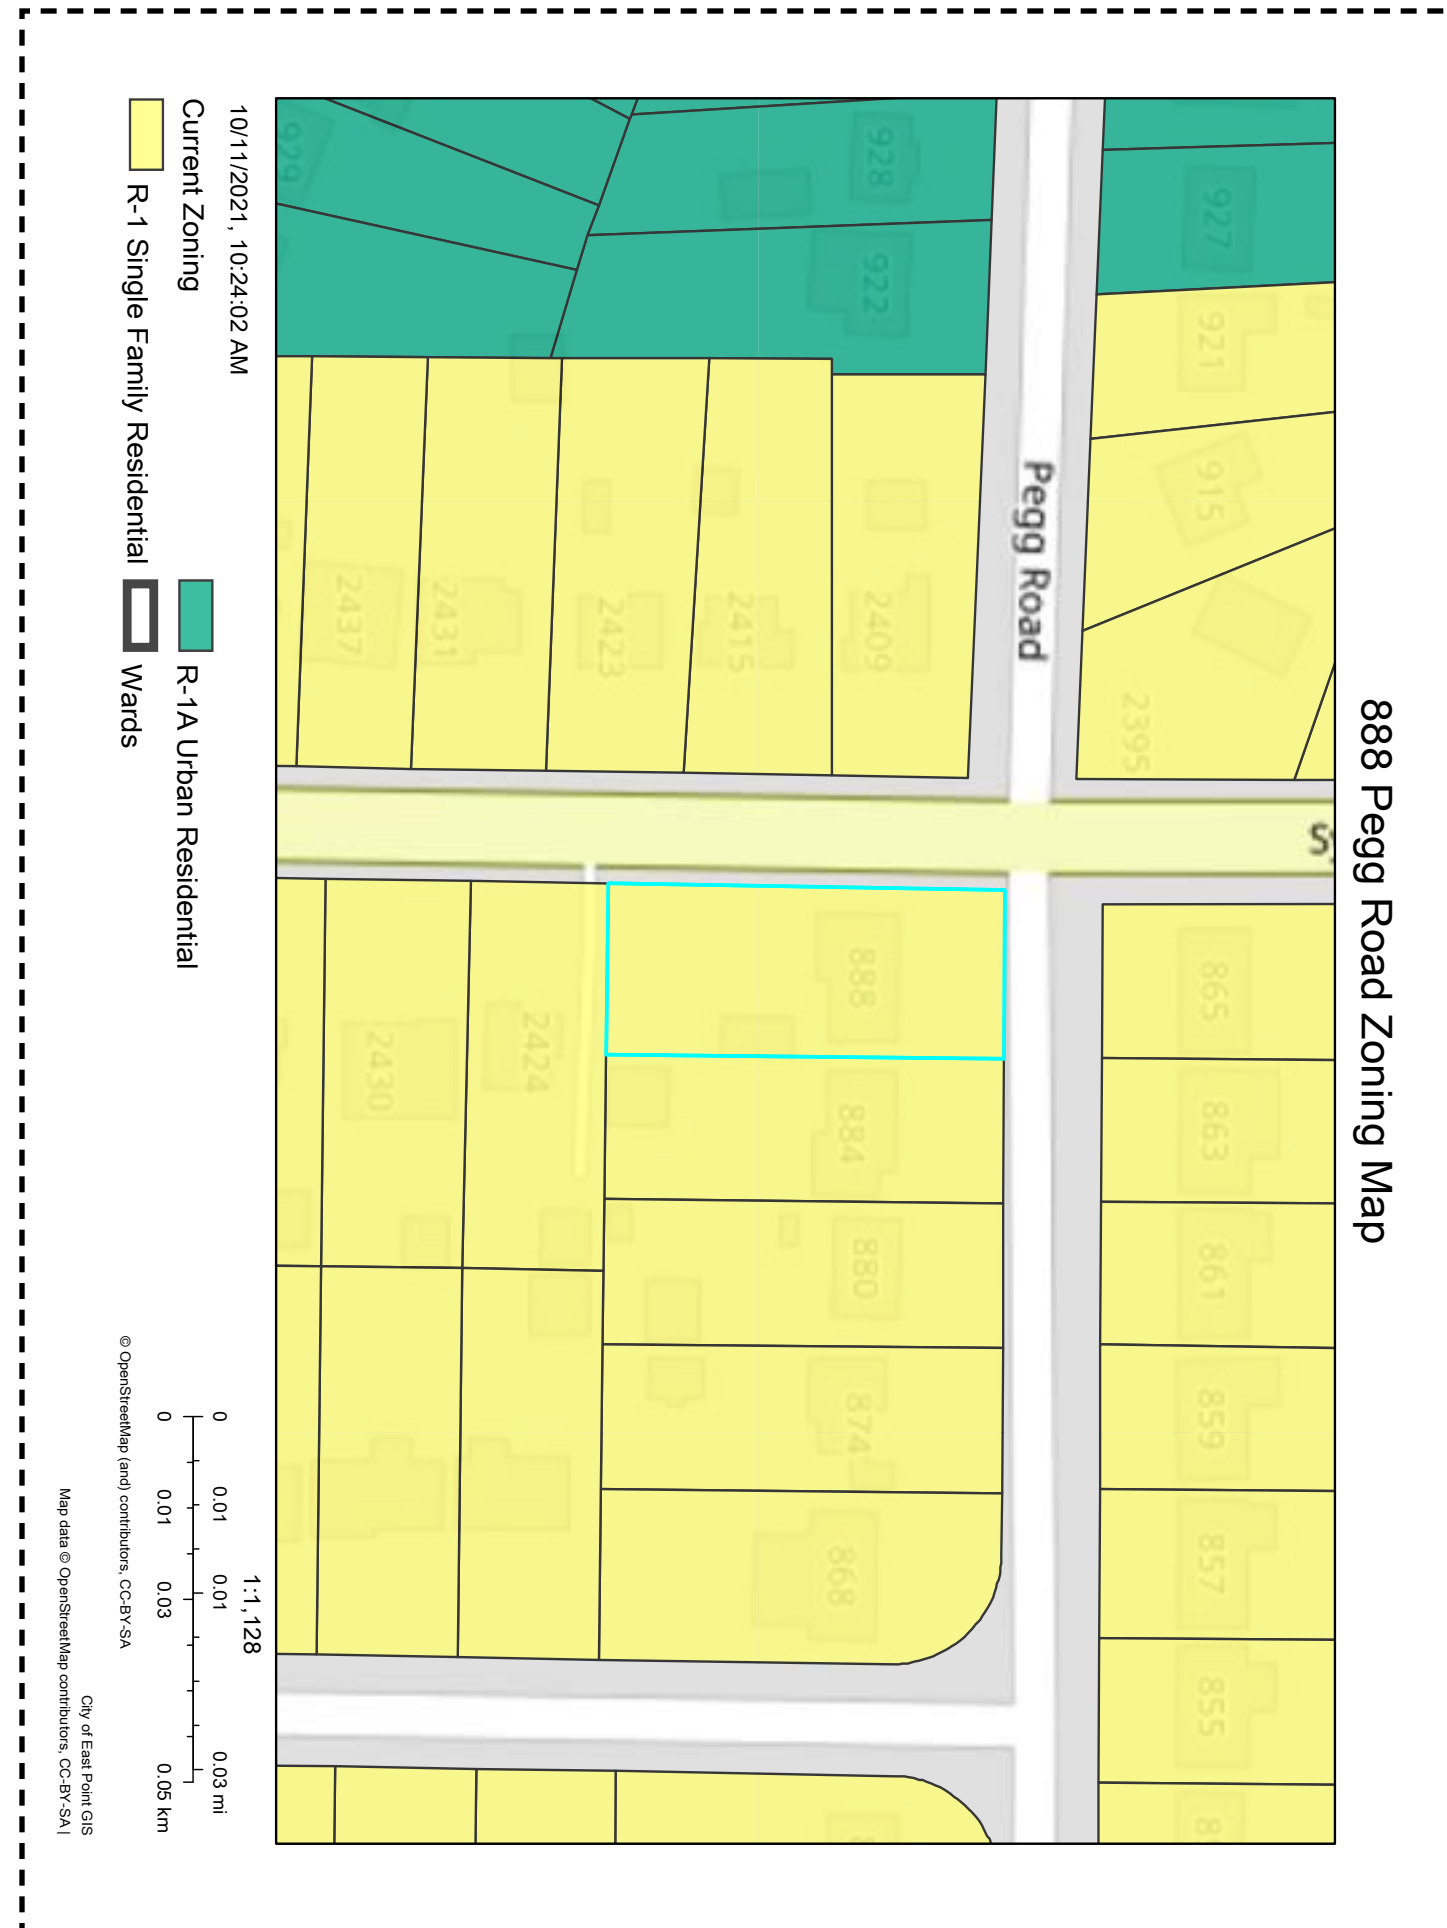 888 Pegg Road Zoning Map
927
921
915
2395
865
863
861
859
857
855
Pegg Road
928
922
2409
2415
2423
2431
2437
929
888
884
880
874
868
2424
2430
10/11/2021, 10:24:02 AM
Current Zoning
R-1 Single Family Residential
R-1A Urban Residential
Wards
1:1,128
0 0.01 0.01 0.03 mi
0 0.01 0.03 0.05 km
© OpenStreetMap (and) contributors, CC-BY-SA
City of East Point GIS
Map data © OpenStreetMap contributors, CC-BY-SA |